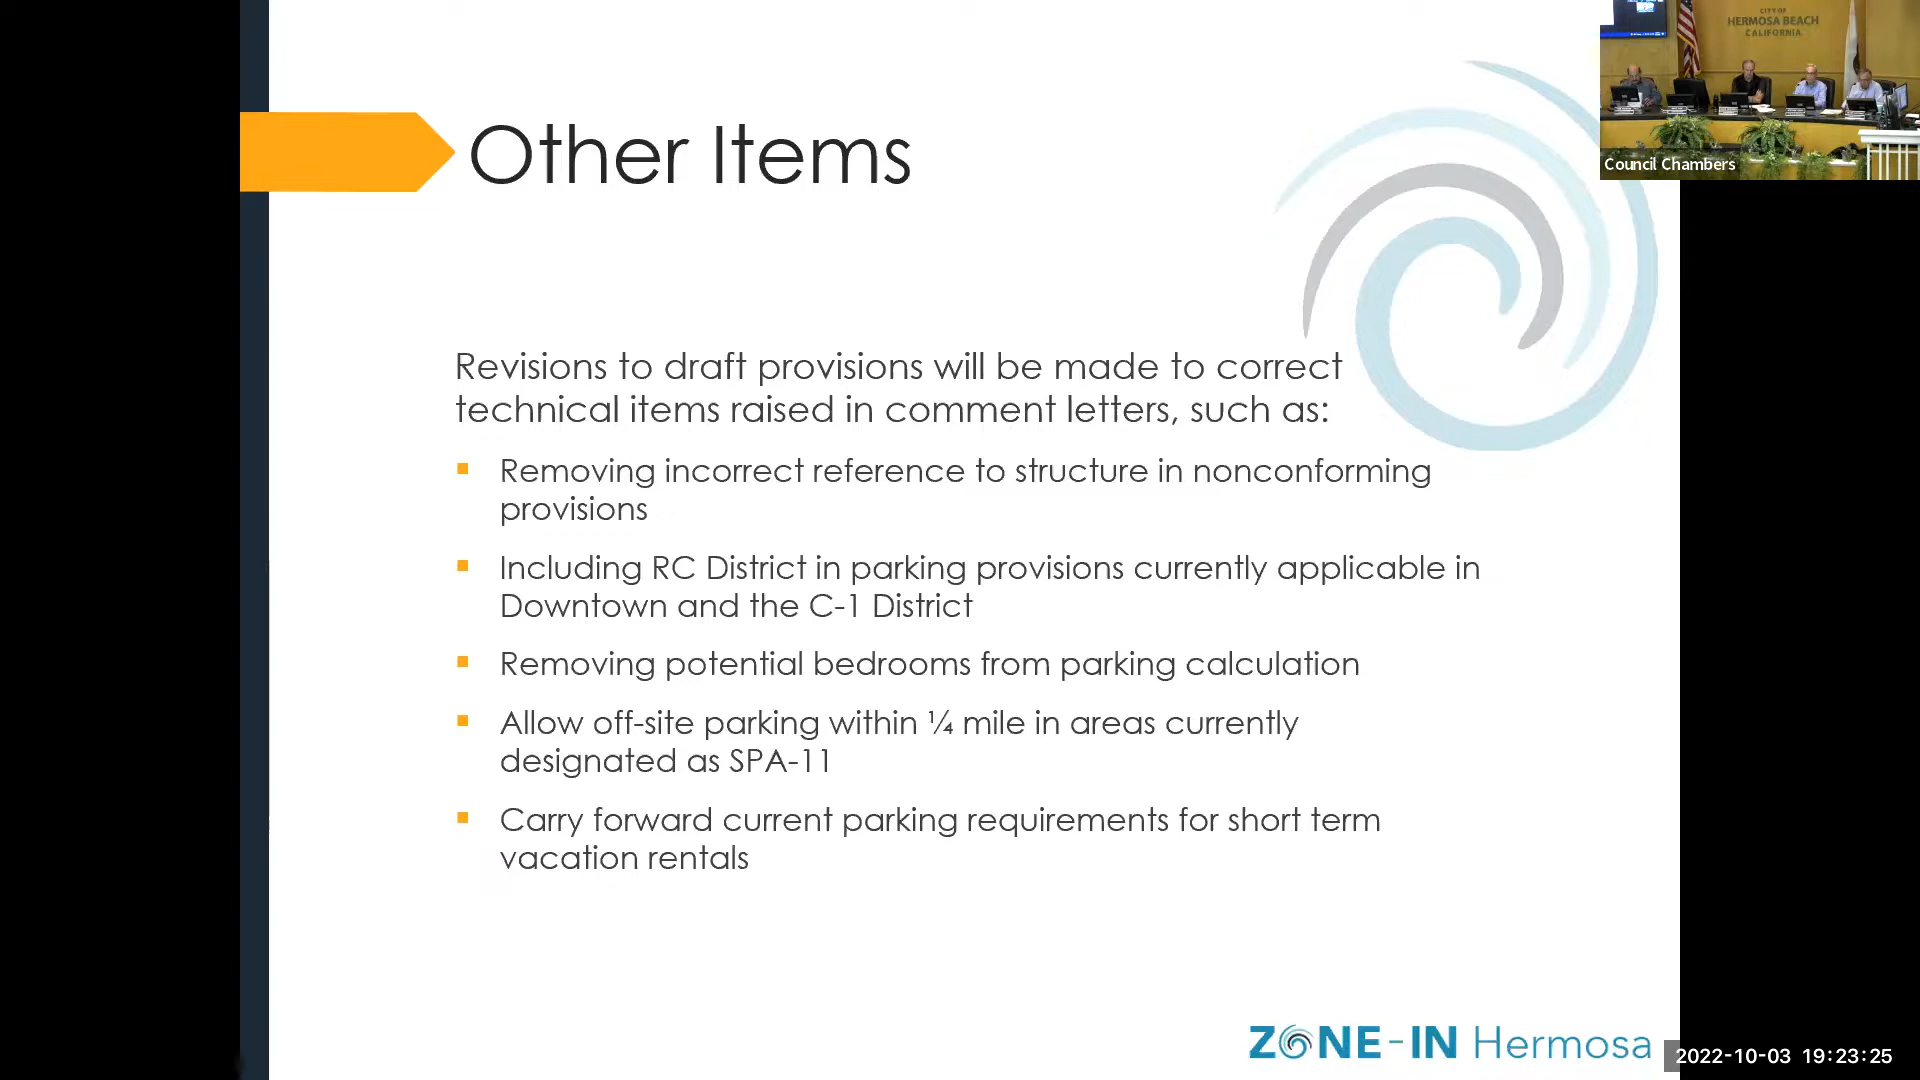 CITY OF
HERMOSA BEACH
CALIFORNIA
Council Chambers
Other Items
Revisions to draft provisions will be made to correct
technical items raised in comment letters, such as:
▪ Removing incorrect reference to structure in nonconforming
provisions
▪ Including RC District in parking provisions currently applicable in
Downtown and the C-1 District
▪ Removing potential bedrooms from parking calculation
▪ Allow off-site parking within ¼ mile in areas currently
designated as SPA-11
▪ Carry forward current parking requirements for short term
vacation rentals
ZONE-IN Hermosa
2022-10-03 19:23:25